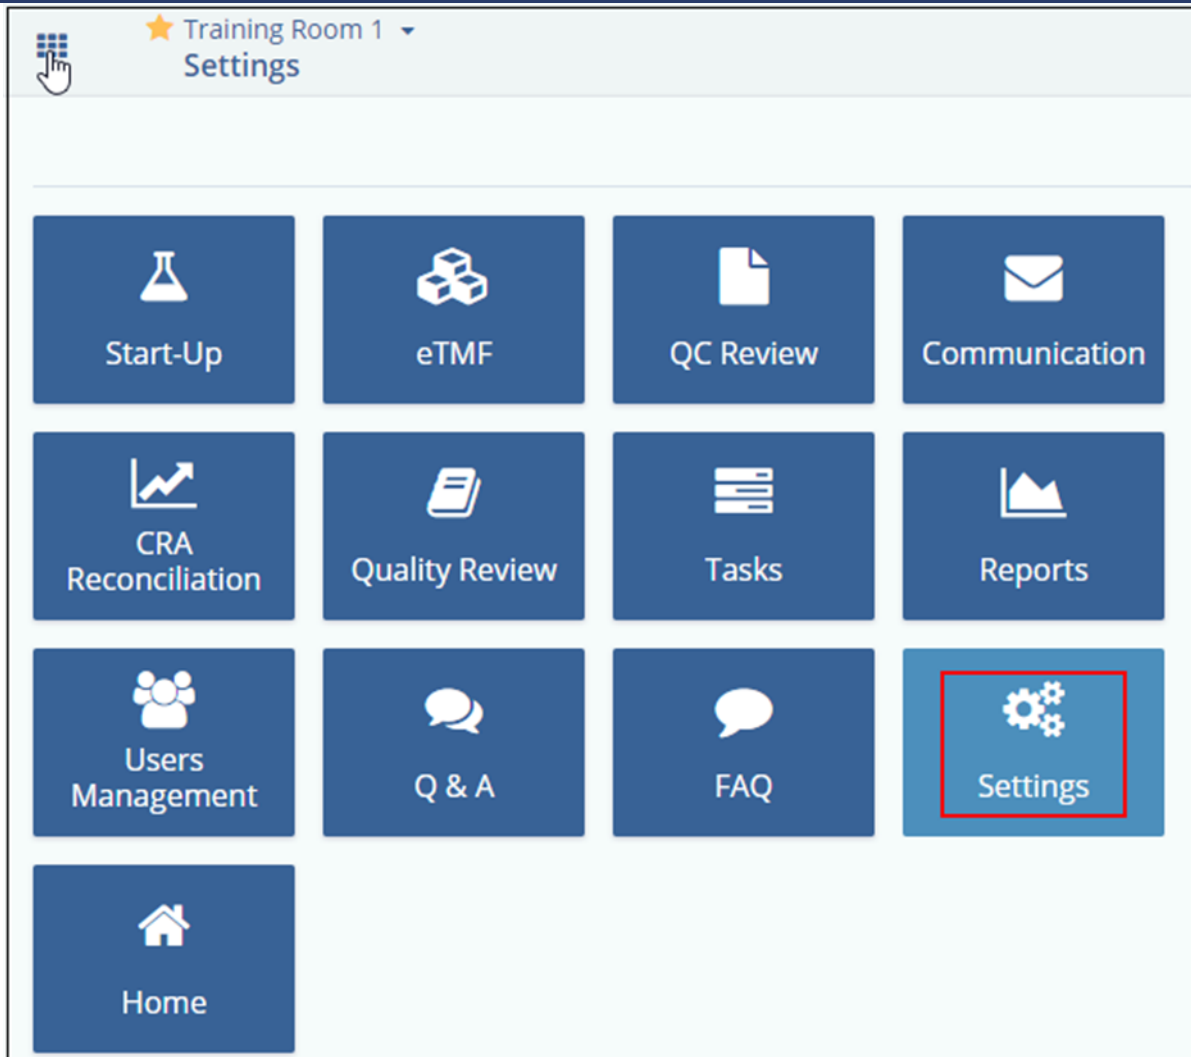 Training Room 1
Settings
Start-Up
eTMF
QC Review
Communication
CRA
Reconciliation
Quality Review
Tasks
Reports
Users
Management
Q & A
FAQ
Settings
Home